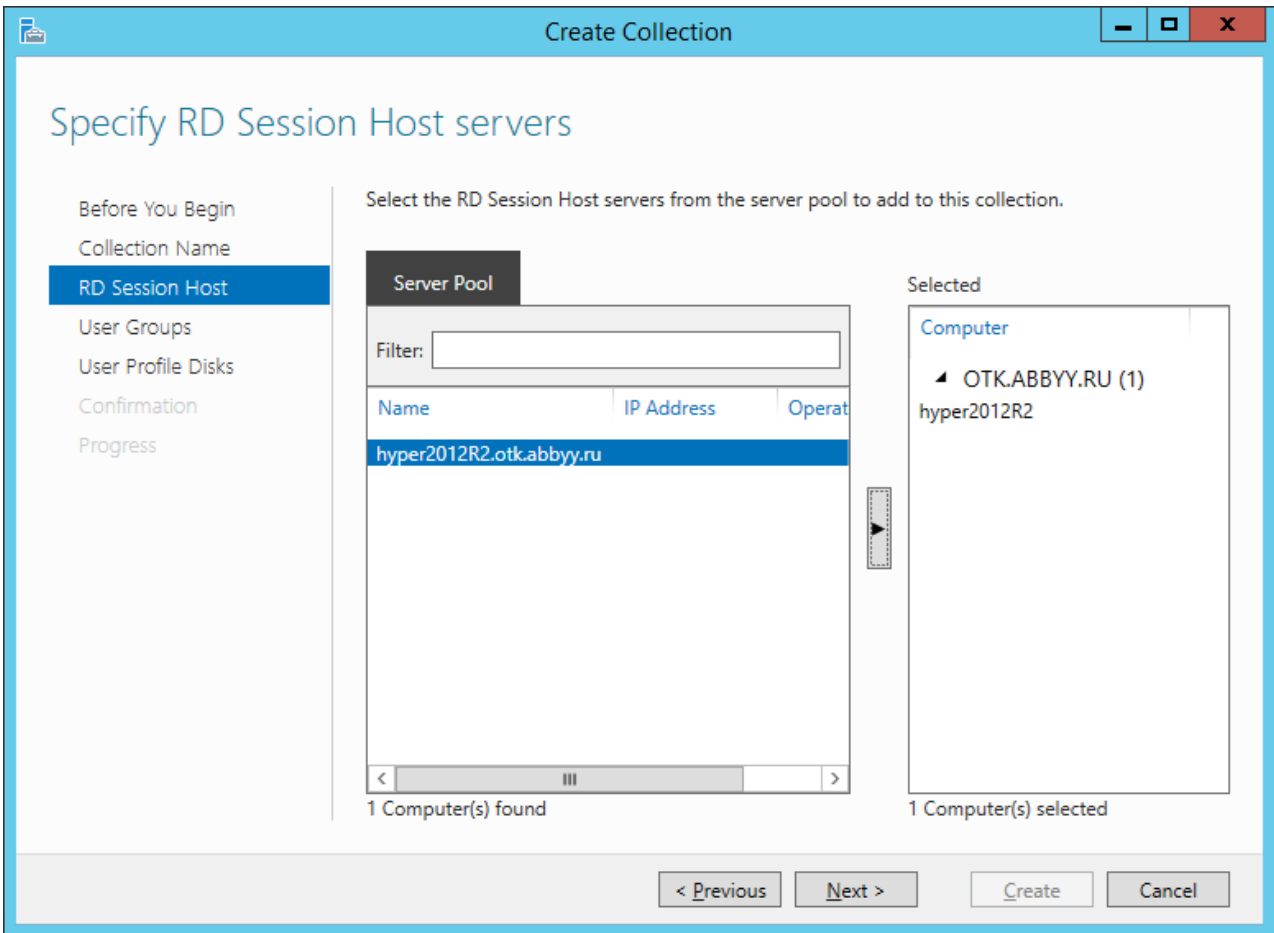 Create Collection
Specify RD Session Host servers
Before You Begin
Collection Name
RD Session Host
User Groups
User Profile Disks
Confirmation
Progress
Select the RD Session Host servers from the server pool to add to this collection.
Server Pool
Filter:
Name IP Address Operat
hyper2012R2.otk.abbyy.ru
1 Computer(s) found
Selected
Computer
OTK.ABBYY.RU (1)
hyper2012R2
1 Computer(s) selected
< Previous Next > Create Cancel